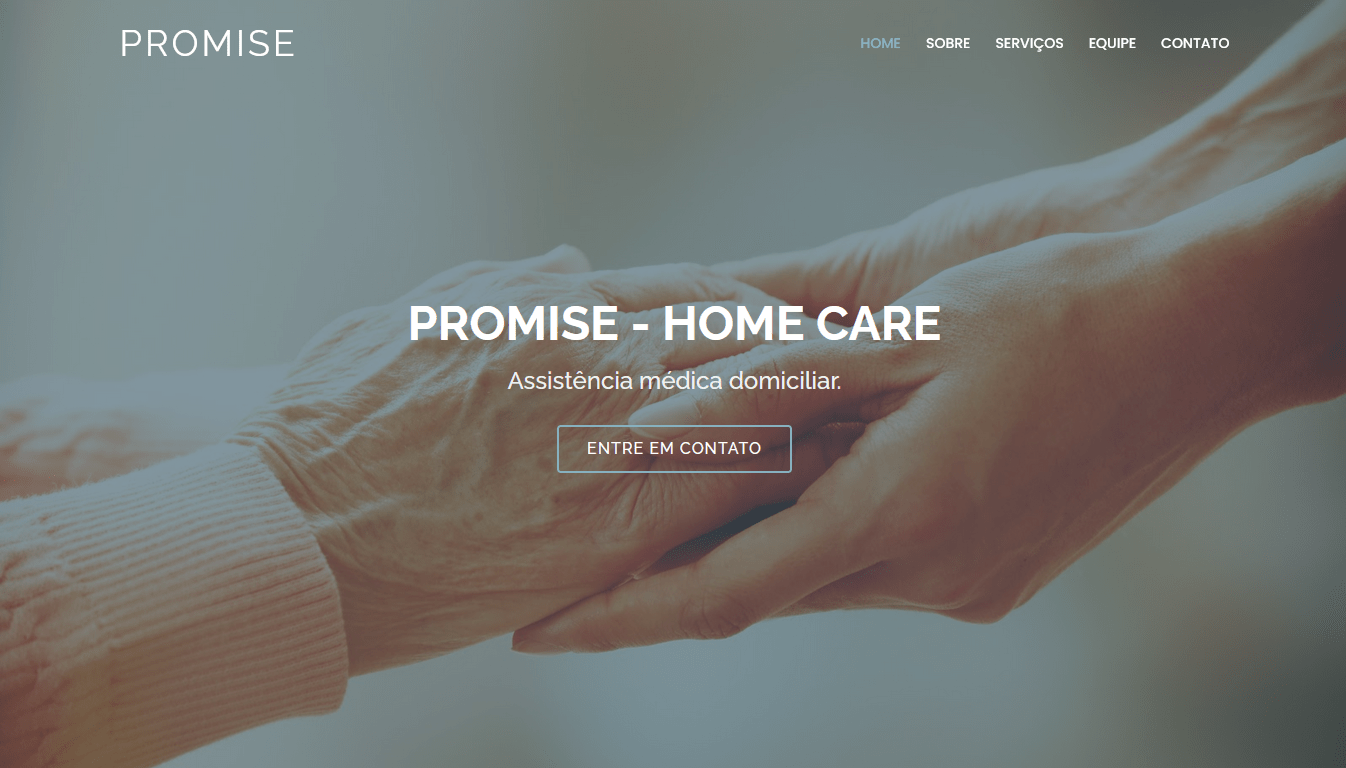 PROMISE
HOME SOBRE SERVIÇOS EQUIPE CONTATO
PROMISE - HOME CARE
Assistência médica domiciliar.
ENTRE EM CONTATO